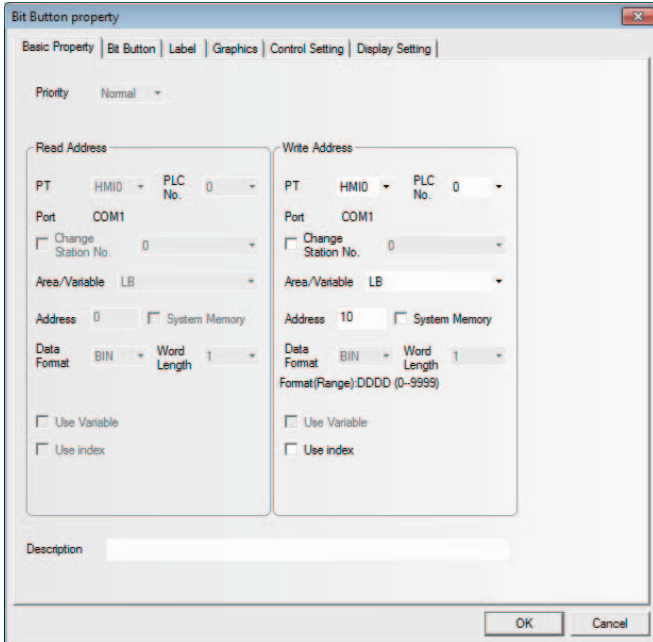 Bit Button property
Basic Property Bit Button Label Graphics Control Setting Display Setting
Priority Normal
Read Address
PT HMI0 PLC No. 0
Port COM1
Change Station No. 0
Area/Variable LB
Address 0 System Memory
Data Format BIN Word Length 1
Use Variable
Use index
Write Address
PT HMI0 PLC No. 0
Port COM1
Change Station No. 0
Area/Variable LB
Address 10 System Memory
Data Format BIN Word Length 1
Format(Range):DDDD (0--9999)
Use Variable
Use index
Description
OK Cancel